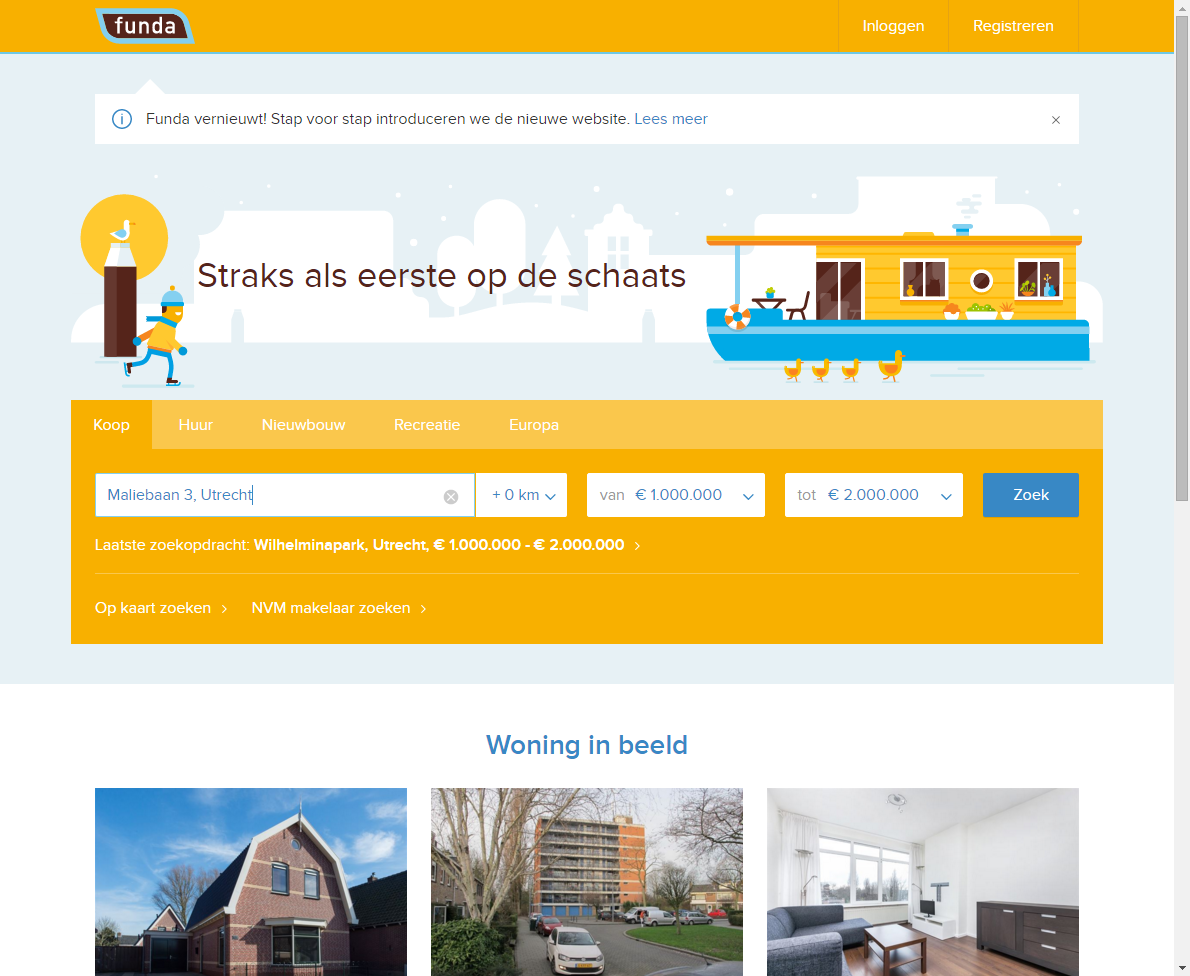 funda
Inloggen
Registreren
Funda vernieuwt! Stap voor stap introduceren we de nieuwe website. Lees meer
Straks als eerste op de schaats
Koop
Huur
Nieuwbouw
Recreatie
Europa
Maliebaan 3, Utrecht
+ 0 km
van € 1.000.000
tot € 2.000.000
Zoek
Laatste zoekopdracht: Wilhelminapark, Utrecht, € 1.000.000 - € 2.000.000
Op kaart zoeken
NVM makelaar zoeken
Woning in beeld